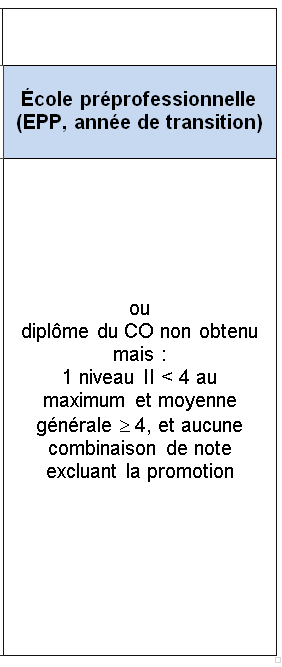 École préprofessionnelle
(EPP, année de transition)
ou
diplôme du CO non obtenu
mais :
1 niveau II < 4 au
maximum et moyenne
générale ≥ 4, et aucune
combinaison de note
excluant la promotion